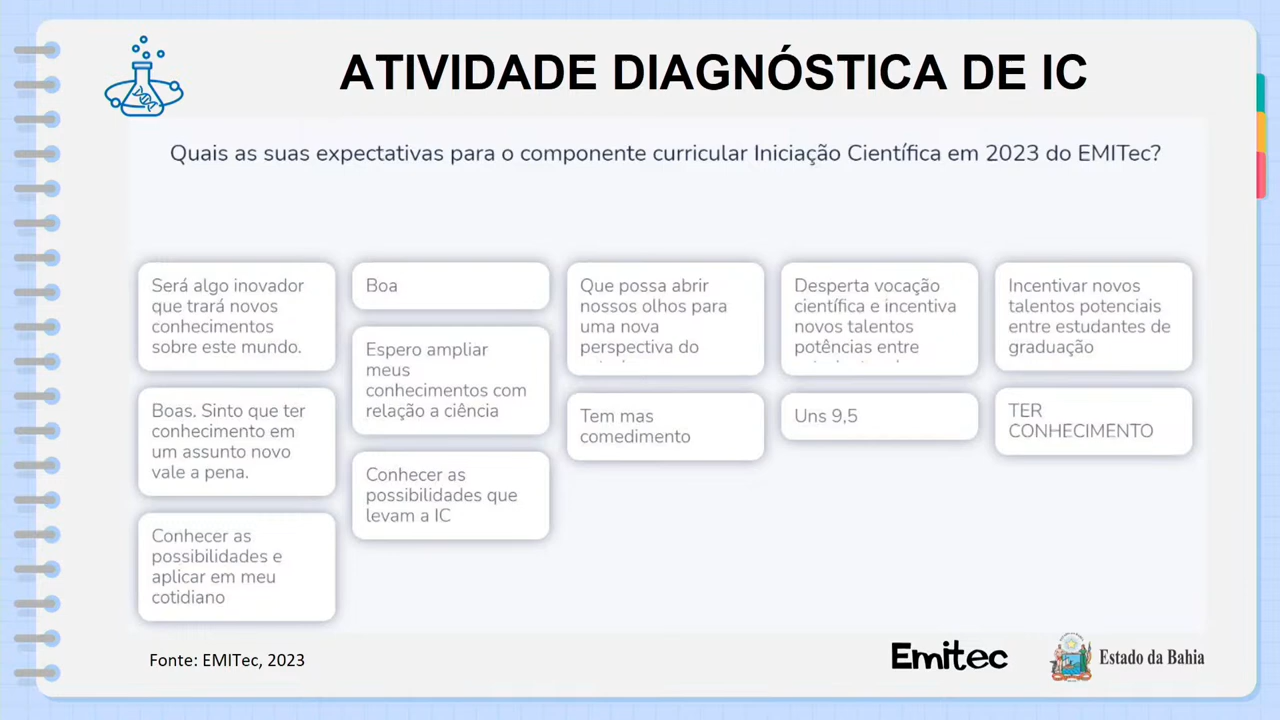 ATIVIDADE DIAGNÓSTICA DE IC
Quais as suas expectativas para o componente curricular Iniciação Científica em 2023 do EMITec?
Será algo inovador
que trará novos
conhecimentos
sobre este mundo.
Boas. Sinto que ter
conhecimento em
um assunto novo
vale a pena.
Conhecer as
possibilidades e
aplicar em meu
cotidiano
Boa
Espero ampliar
meus
conhecimentos com
relação a ciência
Conhecer as
possibilidades que
levam a IC
Que possa abrir
nossos olhos para
uma nova
perspectiva do
Tem mas
comedimento
Desperta vocação
científica e incentiva
novos talentos
potências entre
Uns 9,5
Incentivar novos
talentos potenciais
entre estudantes de
graduação
TER
CONHECIMENTO
Fonte: EMITec, 2023
Emitec
Estado da Bahia